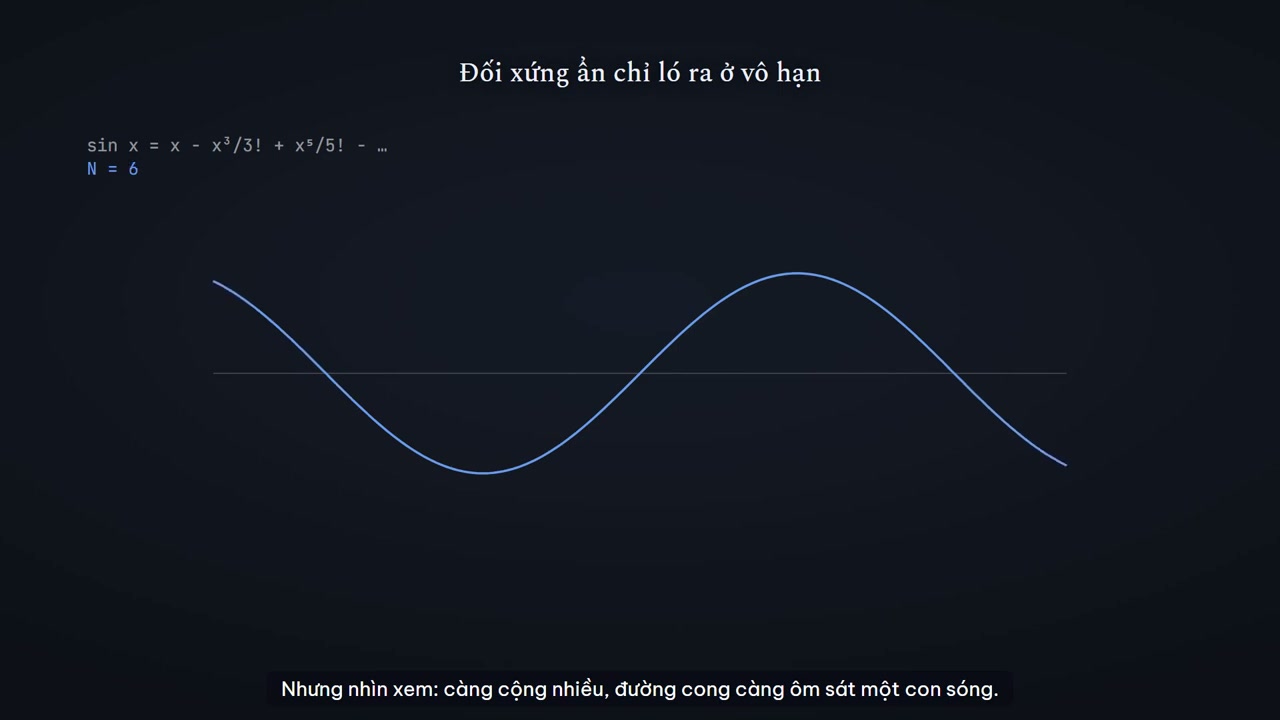 Đối xứng ẩn chỉ ló ra ở vô hạn
sin x = x - x³/3! + x⁵/5! - …
N = 6
Nhưng nhìn xem: càng cộng nhiều, đường cong càng ôm sát một con sóng.